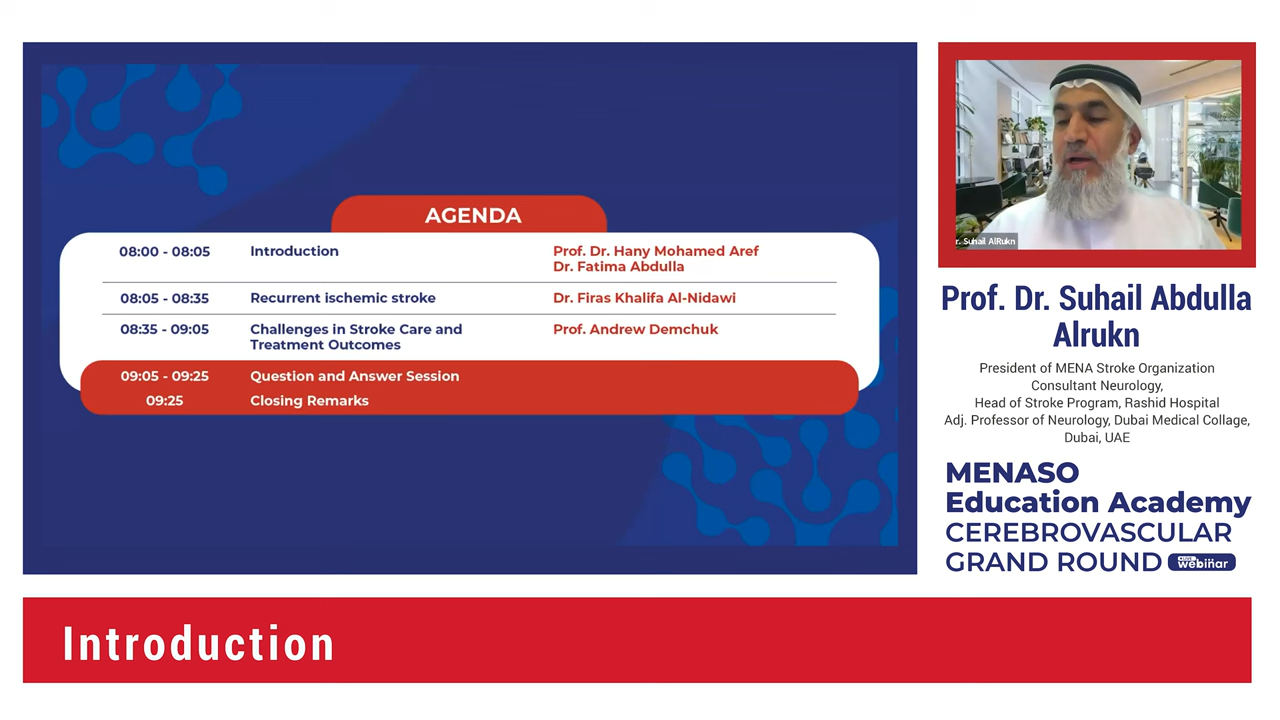 AGENDA
08:00 - 08:05 Introduction Prof. Dr. Hany Mohamed Aref
Dr. Fatima Abdulla
08:05 - 08:35 Recurrent ischemic stroke Dr. Firas Khalifa Al-Nidawi
08:35 - 09:05 Challenges in Stroke Care and Prof. Andrew Demchuk
Treatment Outcomes
09:05 - 09:25 Question and Answer Session
09:25 Closing Remarks
r. Suhail AlRukn
Prof. Dr. Suhail Abdulla
Alrukn
President of MENA Stroke Organization
Consultant Neurology,
Head of Stroke Program, Rashid Hospital
Adj. Professor of Neurology, Dubai Medical Collage,
Dubai, UAE
MENASO
Education Academy
CEREBROVASCULAR
GRAND ROUND LIVE webinar
Introduction